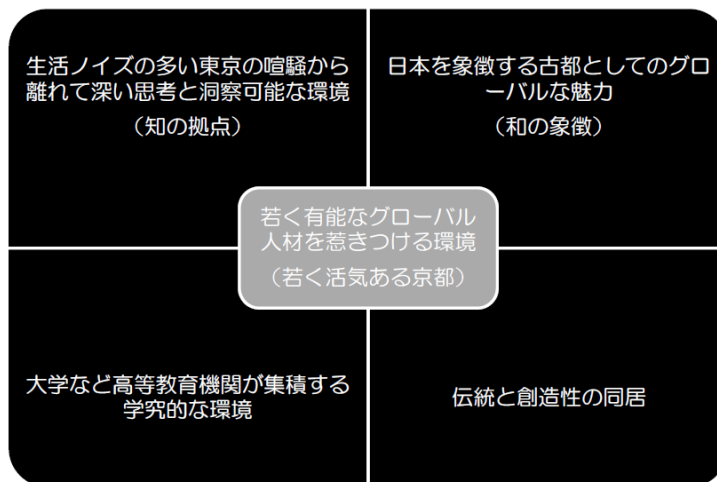 生活ノイズの多い東京の喧騒から
離れて深い思考と洞察可能な環境
（知の拠点）
日本を象徴する古都としてのグロ
ーバルな魅力
（和の象徴）
若く有能なグローバル
人材を惹きつける環境
（若く活気ある京都）
大学など高等教育機関が集積する
学究的な環境
伝統と創造性の同居